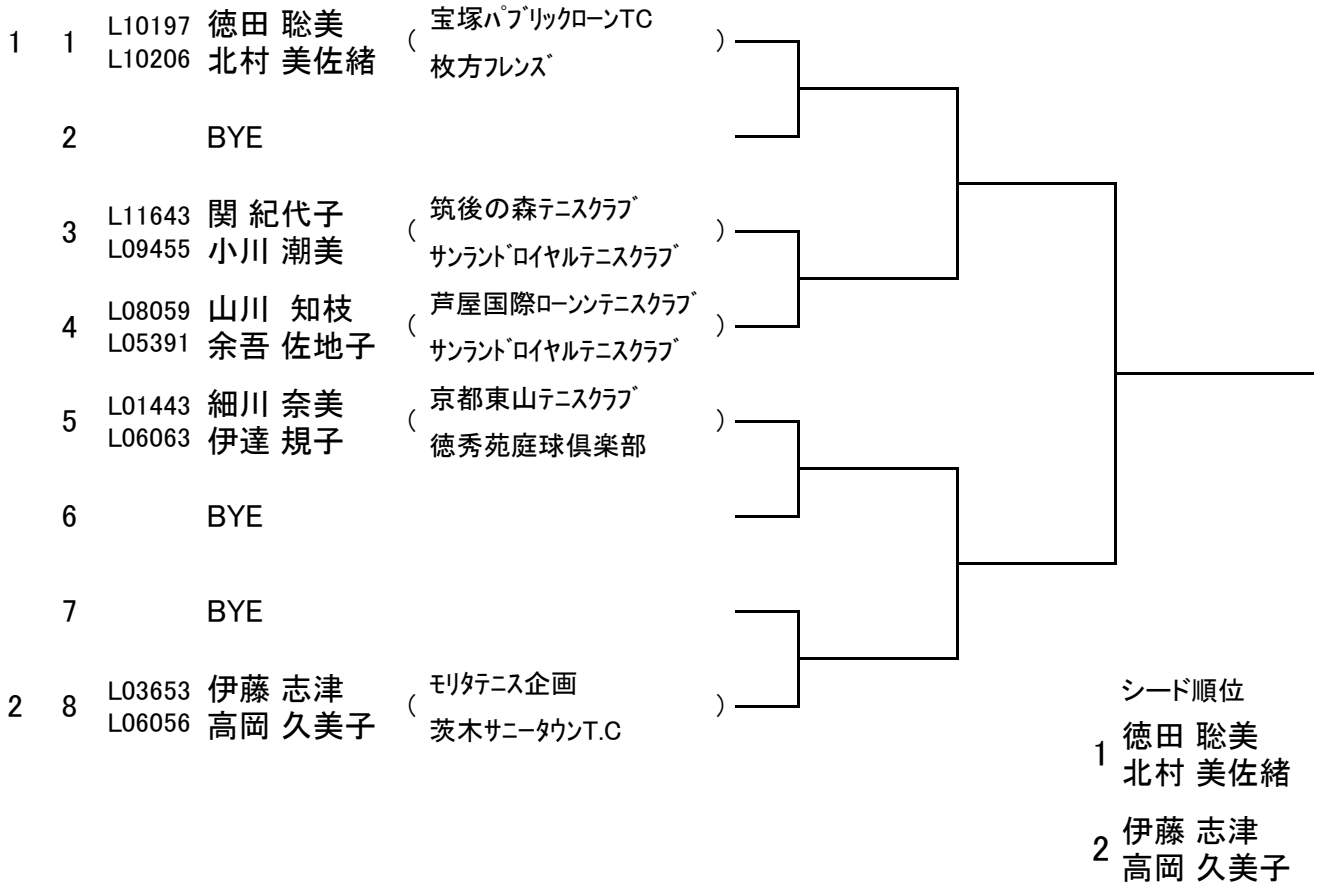 1 1 L10197 徳田 聡美 ( 宝塚ﾊﾟﾌﾞﾘｯｸﾛｰﾝTC )
L10206 北村 美佐緒 枚方ﾌﾚﾝｽﾞ
2 BYE
3 L11643 関 紀代子 ( 筑後の森ﾃﾆｽｸﾗﾌﾞ )
L09455 小川 潮美 ｻﾝﾗﾝﾄﾞﾛｲﾔﾙﾃﾆｽｸﾗﾌﾞ
4 L08059 山川　知枝 ( 芦屋国際ﾛｰﾝﾝﾃﾆｽｸﾗﾌﾞ )
L05391 余吾 佐地子 ｻﾝﾗﾝﾄﾞﾛｲﾔﾙﾃﾆｽｸﾗﾌﾞ
5 L01443 細川 奈美 ( 京都東山ﾃﾆｽｸﾗﾌﾞ )
L06063 伊達 規子 徳秀苑庭球倶楽部
6 BYE
7 BYE
2 8 L03653 伊藤 志津 ( ﾓﾘﾀﾃﾆｽ企画 )
L06056 高岡 久美子 茨木ｻﾆｰﾀｳﾝT.C
シード順位
1 徳田 聡美
北村 美佐緒
2 伊藤 志津
高岡 久美子